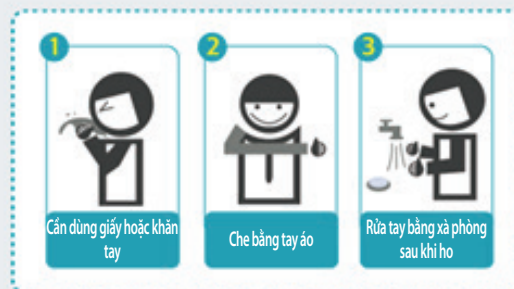 1
2
3
Cần dùng giấy hoặc khăn
tay
Che bằng tay áo
Rửa tay bằng xà phòng
sau khi ho